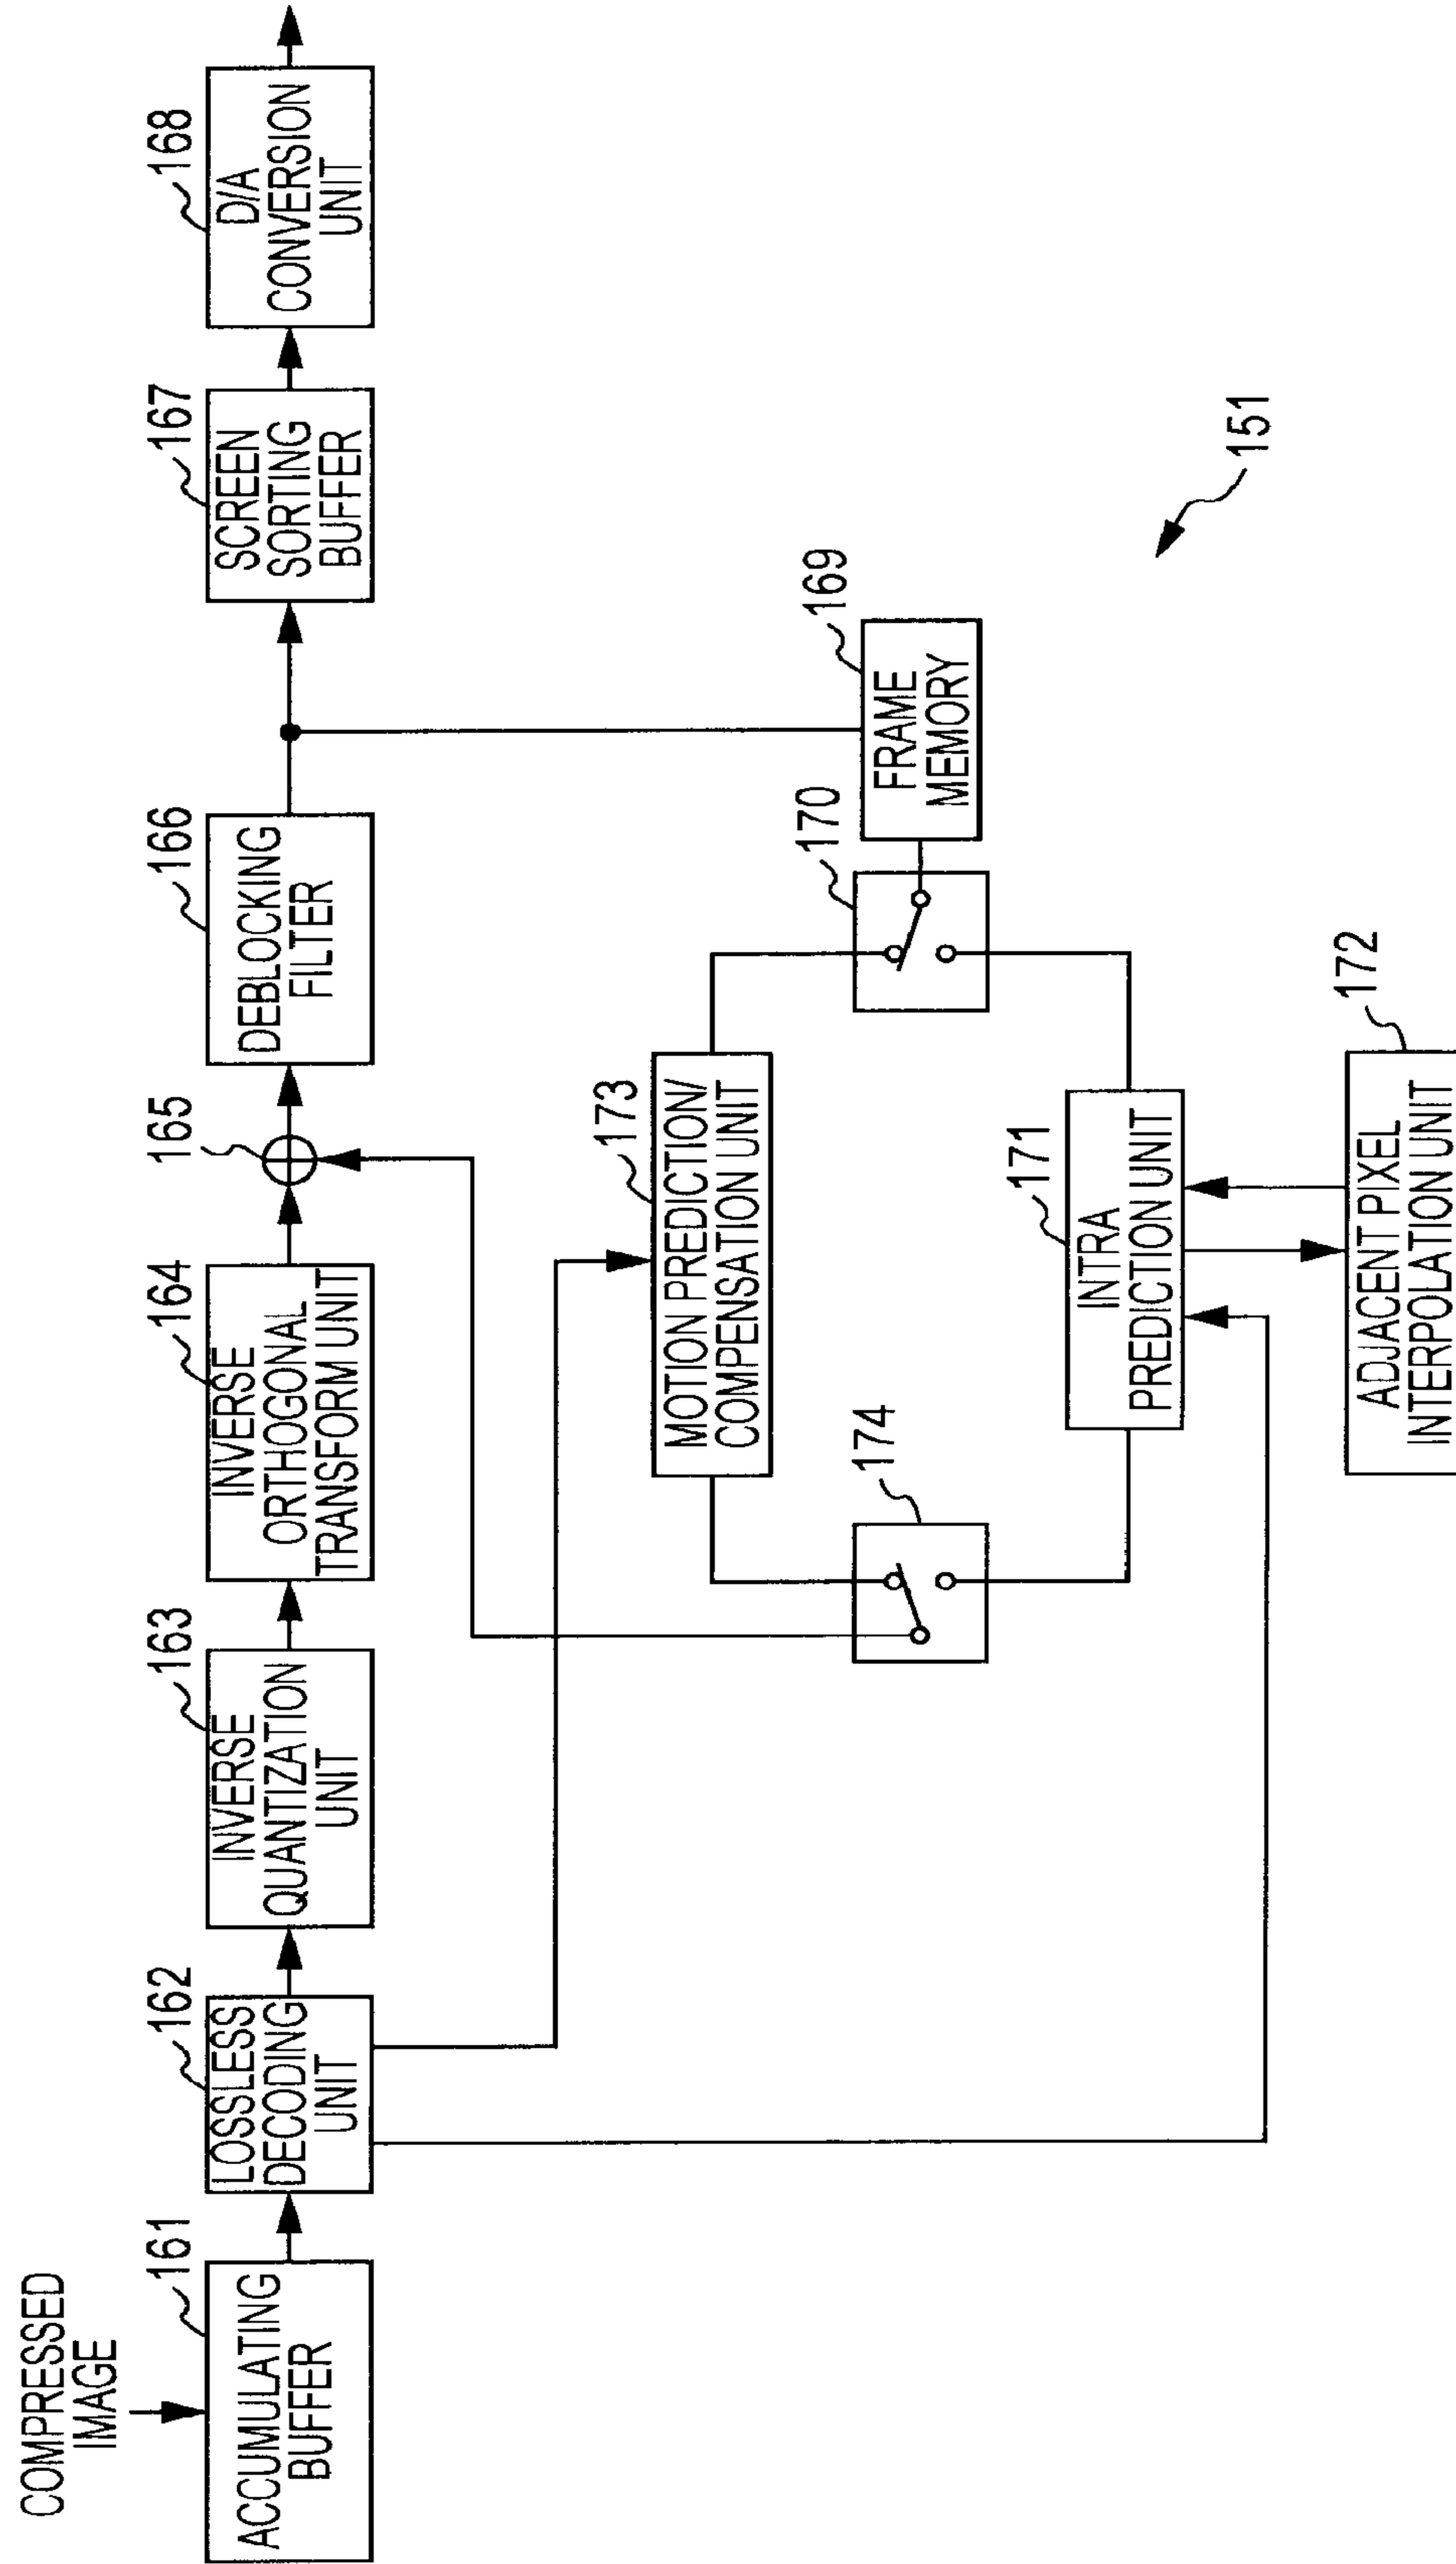 COMPRESSED
IMAGE
161
ACCUMULATING
BUFFER
162
LOSSLESS
DECODING
UNIT
163
INVERSE
QUANTIZATION
UNIT
164
INVERSE
ORTHOGONAL
TRANSFORM UNIT
165
166
DEBLOCKING
FILTER
167
SCREEN
SORTING
BUFFER
168
D/A
CONVERSION
UNIT
173
MOTION PREDICTION/
COMPENSATION UNIT
169
FRAME
MEMORY
170
174
171
INTRA
PREDICTION UNIT
172
ADJACENT PIXEL
INTERPOLATION UNIT
151